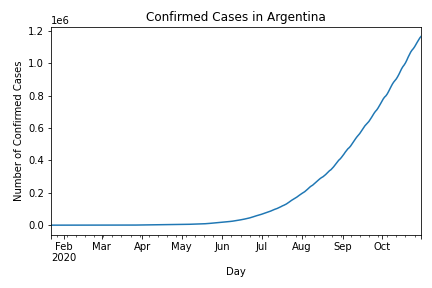 Confirmed Cases in Argentina
1e6
1.2
1.0
0.8
0.6
0.4
0.2
0.0
Number of Confirmed Cases
Feb Mar Apr May Jun Jul Aug Sep Oct
2020
Day